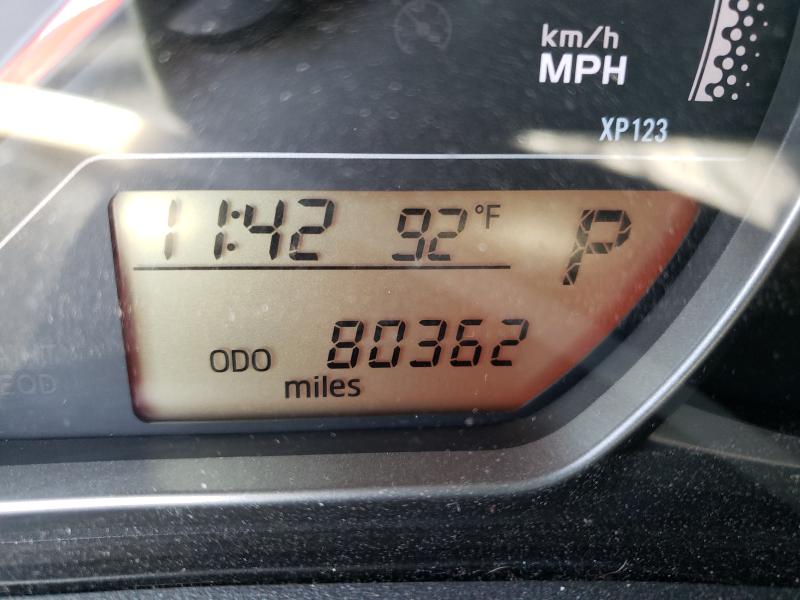 km/h
MPH
XP123
11:42 92°F P
ODO 80362
miles